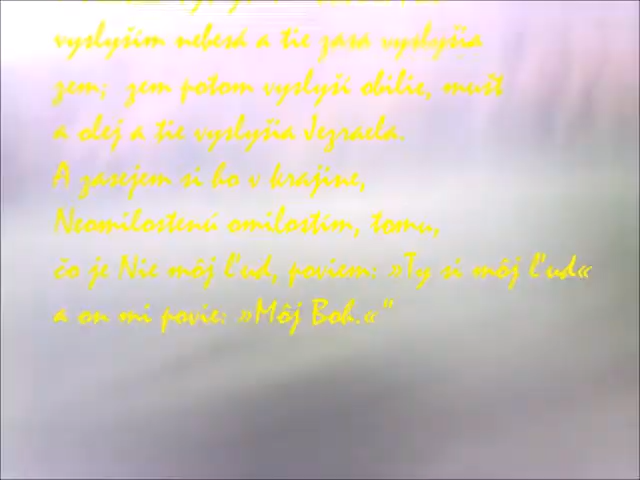 vyslyším nebesá a tie zasa vyslyšia
zem; zem potom vyslyší obilie, mušt
a olej a tie vyslyšia Jezraela.
A zasejem si ho v krajine,
Neomilostenú omilostím, tomu,
čo je Nie môj ľud, poviem: »Ty si môj ľud«
a on mi povie: »Môj Boh.«"